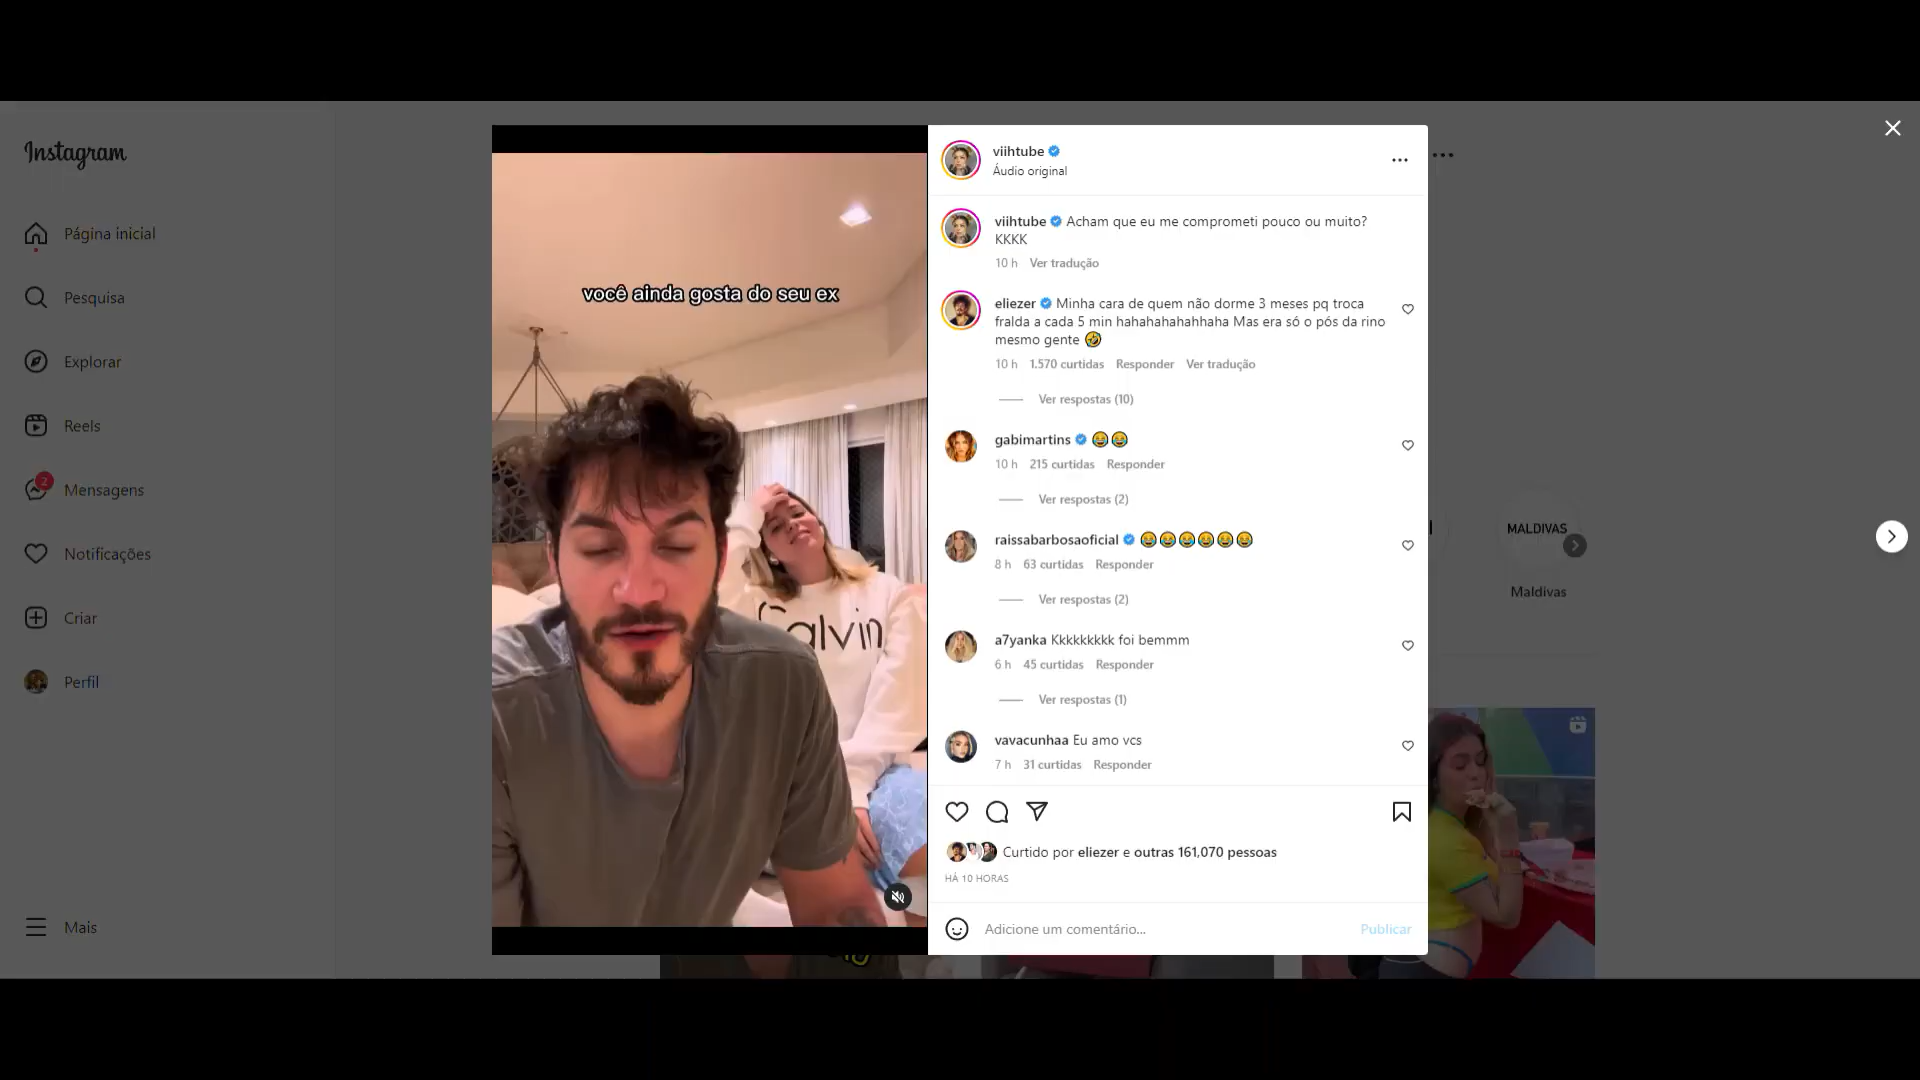 Instagram
Página inicial
Pesquisa
Explorar
Reels
2
Mensagens
Notificações
Criar
Perfil
Mais
você ainda gosta do seu ex
Calvin
viihtube
Áudio original
viihtube Acham que eu me comprometi pouco ou muito?
KKKK
10 h Ver tradução
eliezer Minha cara de quem não dorme 3 meses pq troca
fralda a cada 5 min hahahahahahhaha Mas era só o pós da rino
mesmo gente 🤣
10 h 1.570 curtidas Responder Ver tradução
Ver respostas (10)
gabimartins 😂😂
10 h 215 curtidas Responder
Ver respostas (2)
raissabarbosaoficial 😂😂😂😂😂😂
8 h 63 curtidas Responder
Ver respostas (2)
a7yanka Kkkkkkkkk foi bemmm
6 h 45 curtidas Responder
Ver respostas (1)
vavacunhaa Eu amo vcs
7 h 31 curtidas Responder
Curtido por eliezer e outras 161,070 pessoas
HÁ 10 HORAS
Adicione um comentário...
Publicar
MALDIVAS
Maldivas